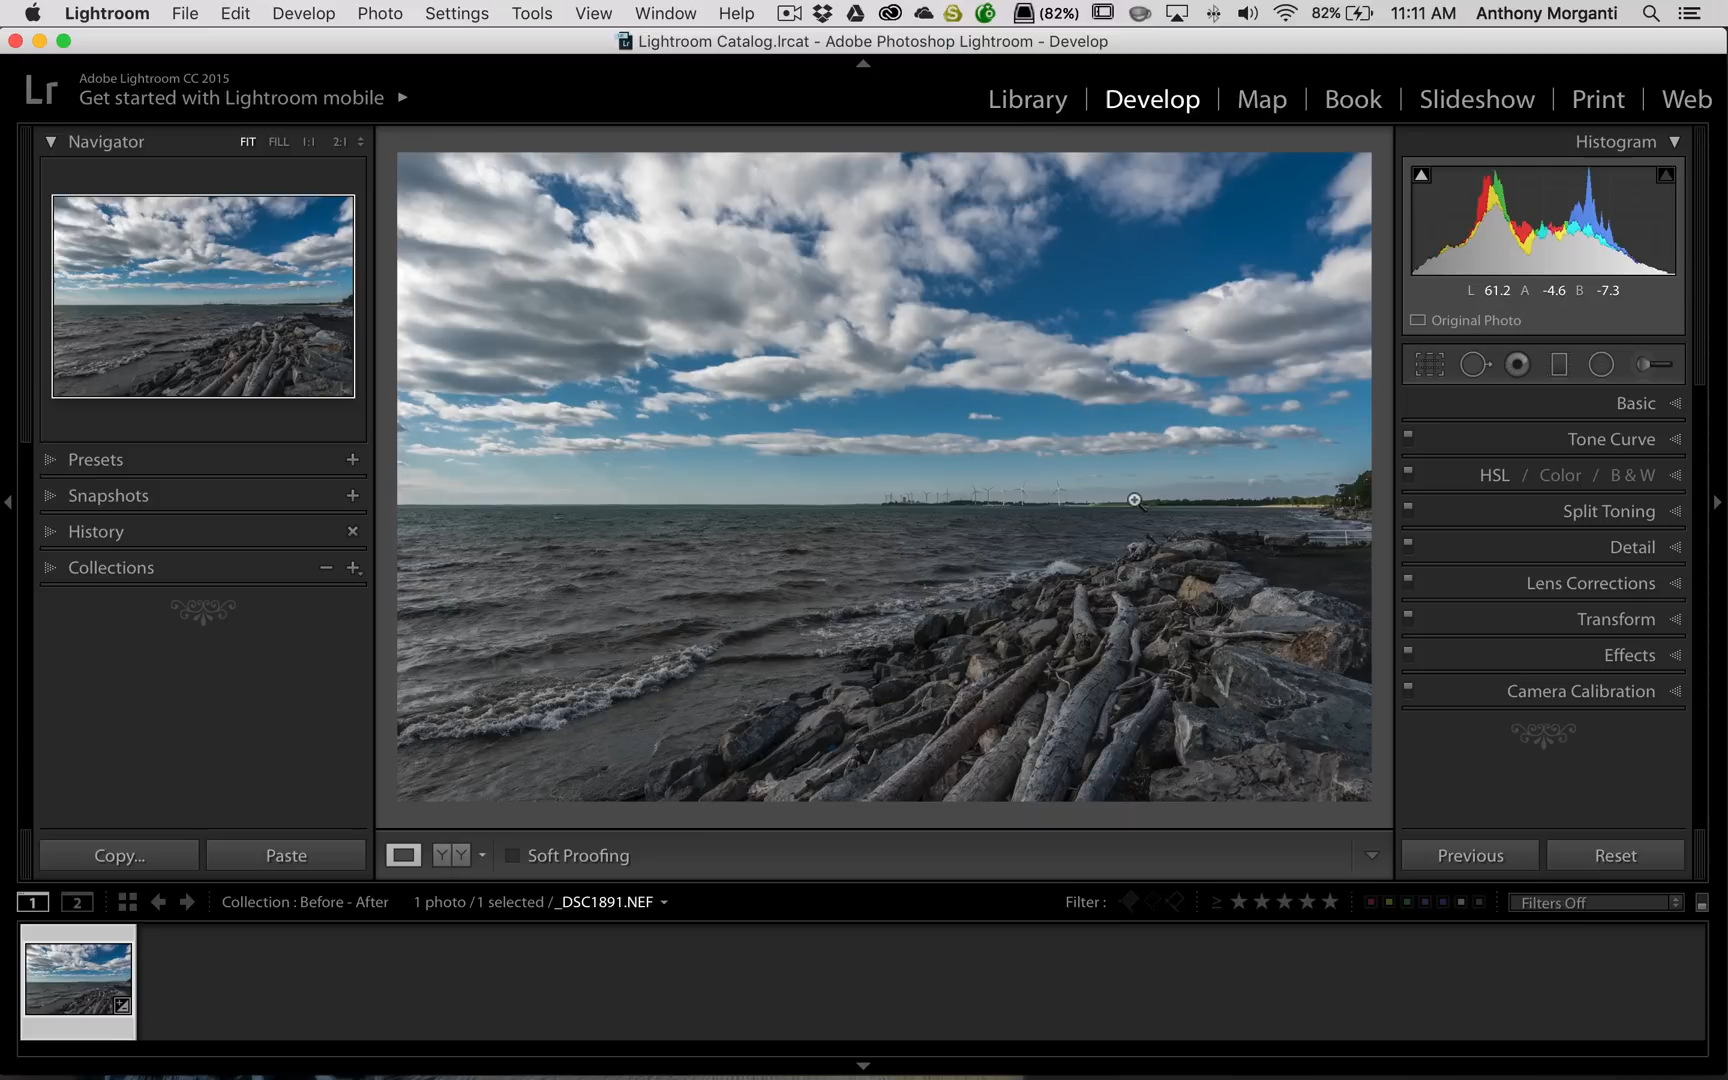 Lightroom File Edit Develop Photo Settings Tools View Window Help (82%) 82% 11:11 AM Anthony Morganti
Lightroom Catalog.lrcat - Adobe Photoshop Lightroom - Develop
Lr
Adobe Lightroom CC 2015
Get started with Lightroom mobile
Library | Develop | Map | Book | Slideshow | Print | Web
Navigator FIT FILL 1:1 2:1
Presets
Snapshots
History
Collections
Copy...
Paste
Histogram
L 61.2 A -4.6 B -7.3
Original Photo
Basic
Tone Curve
HSL / Color / B & W
Split Toning
Detail
Lens Corrections
Transform
Effects
Camera Calibration
YY Soft Proofing
Previous
Reset
1 2 Collection : Before - After 1 photo / 1 selected / _DSC1891.NEF Filter : ≥ ★★★★★ Filters Off